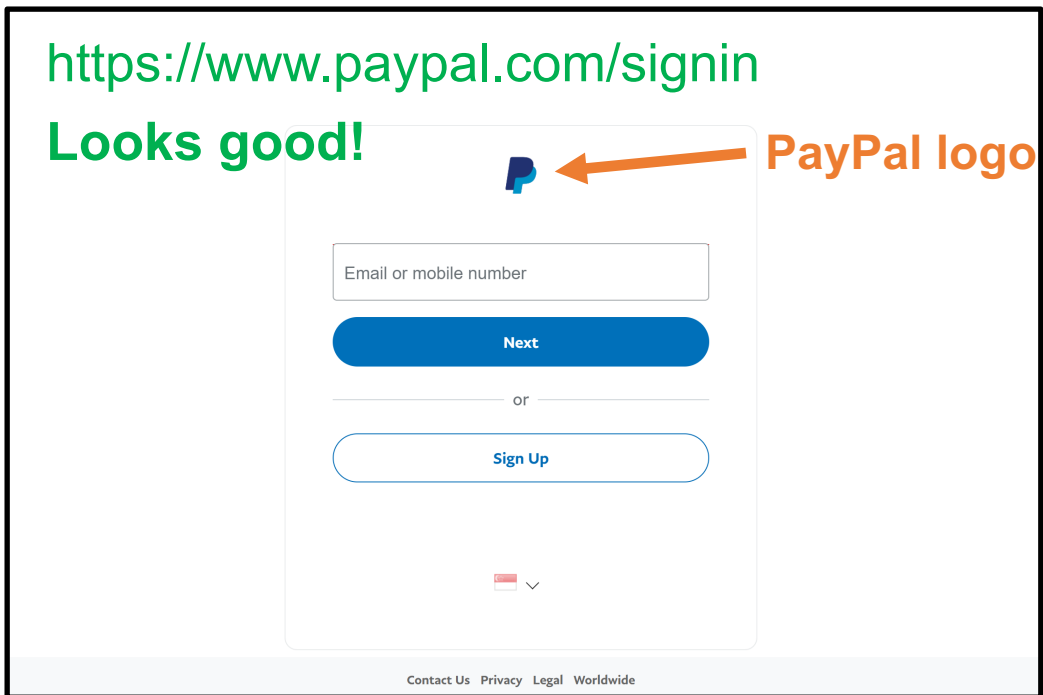 https://www.paypal.com/signin
Looks good!
PayPal logo
Email or mobile number
Next
or
Sign Up
Contact Us Privacy Legal Worldwide